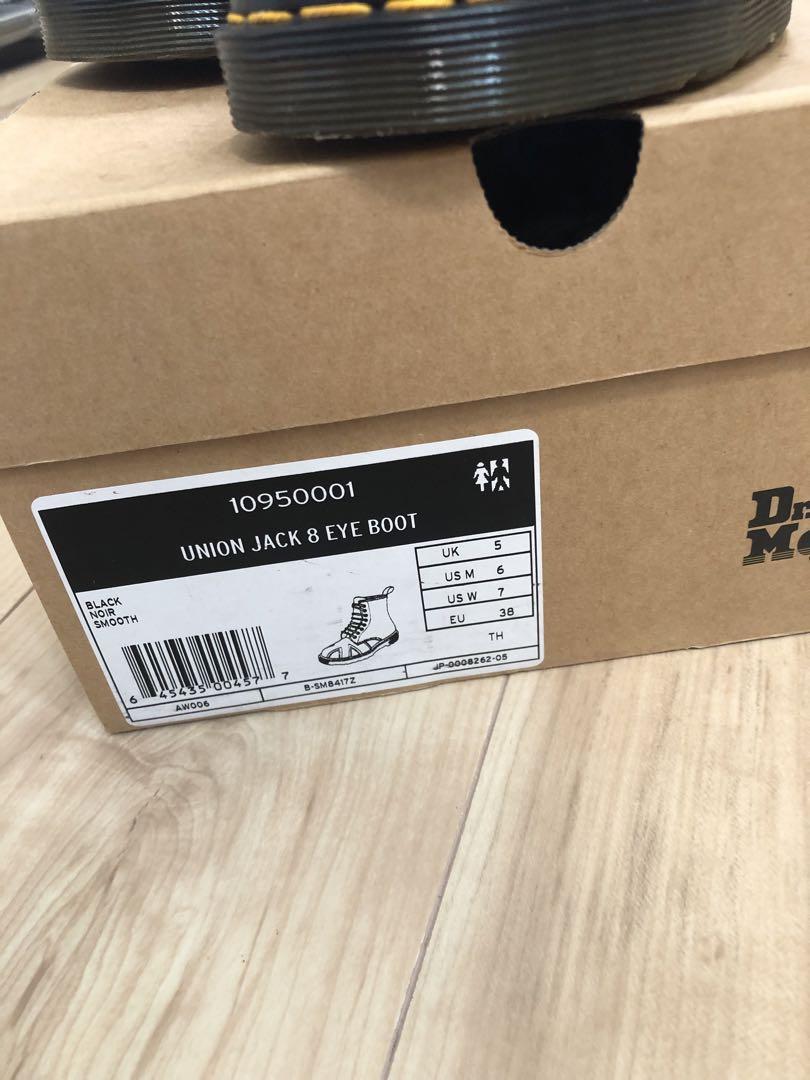 10950001
UNION JACK 8 EYE BOOT
BLACK
NOIR
SMOOTH
UK 5
US M 6
US W 7
EU 38
TH
6 45435 00457 7
AW006
B-SM8417Z
JP-0008262-05